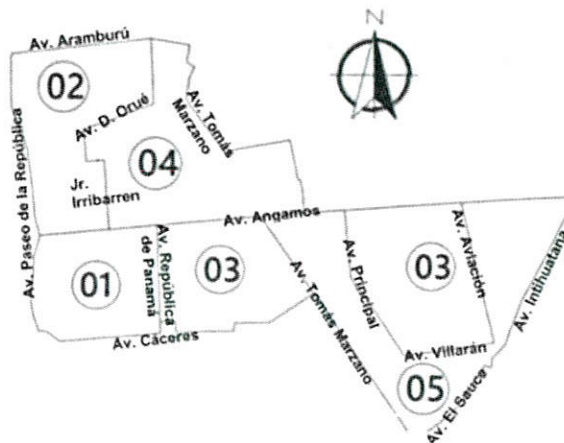 N
Av. Aramburú
02
Av. D. Orué
Av. Tomás
Marzano
Av. Paseo de la República
04
Jr.
Irribarren
Av. Angamos
01
Av. República
de Panamá
03
Av. Cáceres
Av. Tomás Marzano
Av. Principal
03
Av. Aviación
Av. Intihuatana
Av. Villarán
05
Av. El Sauce